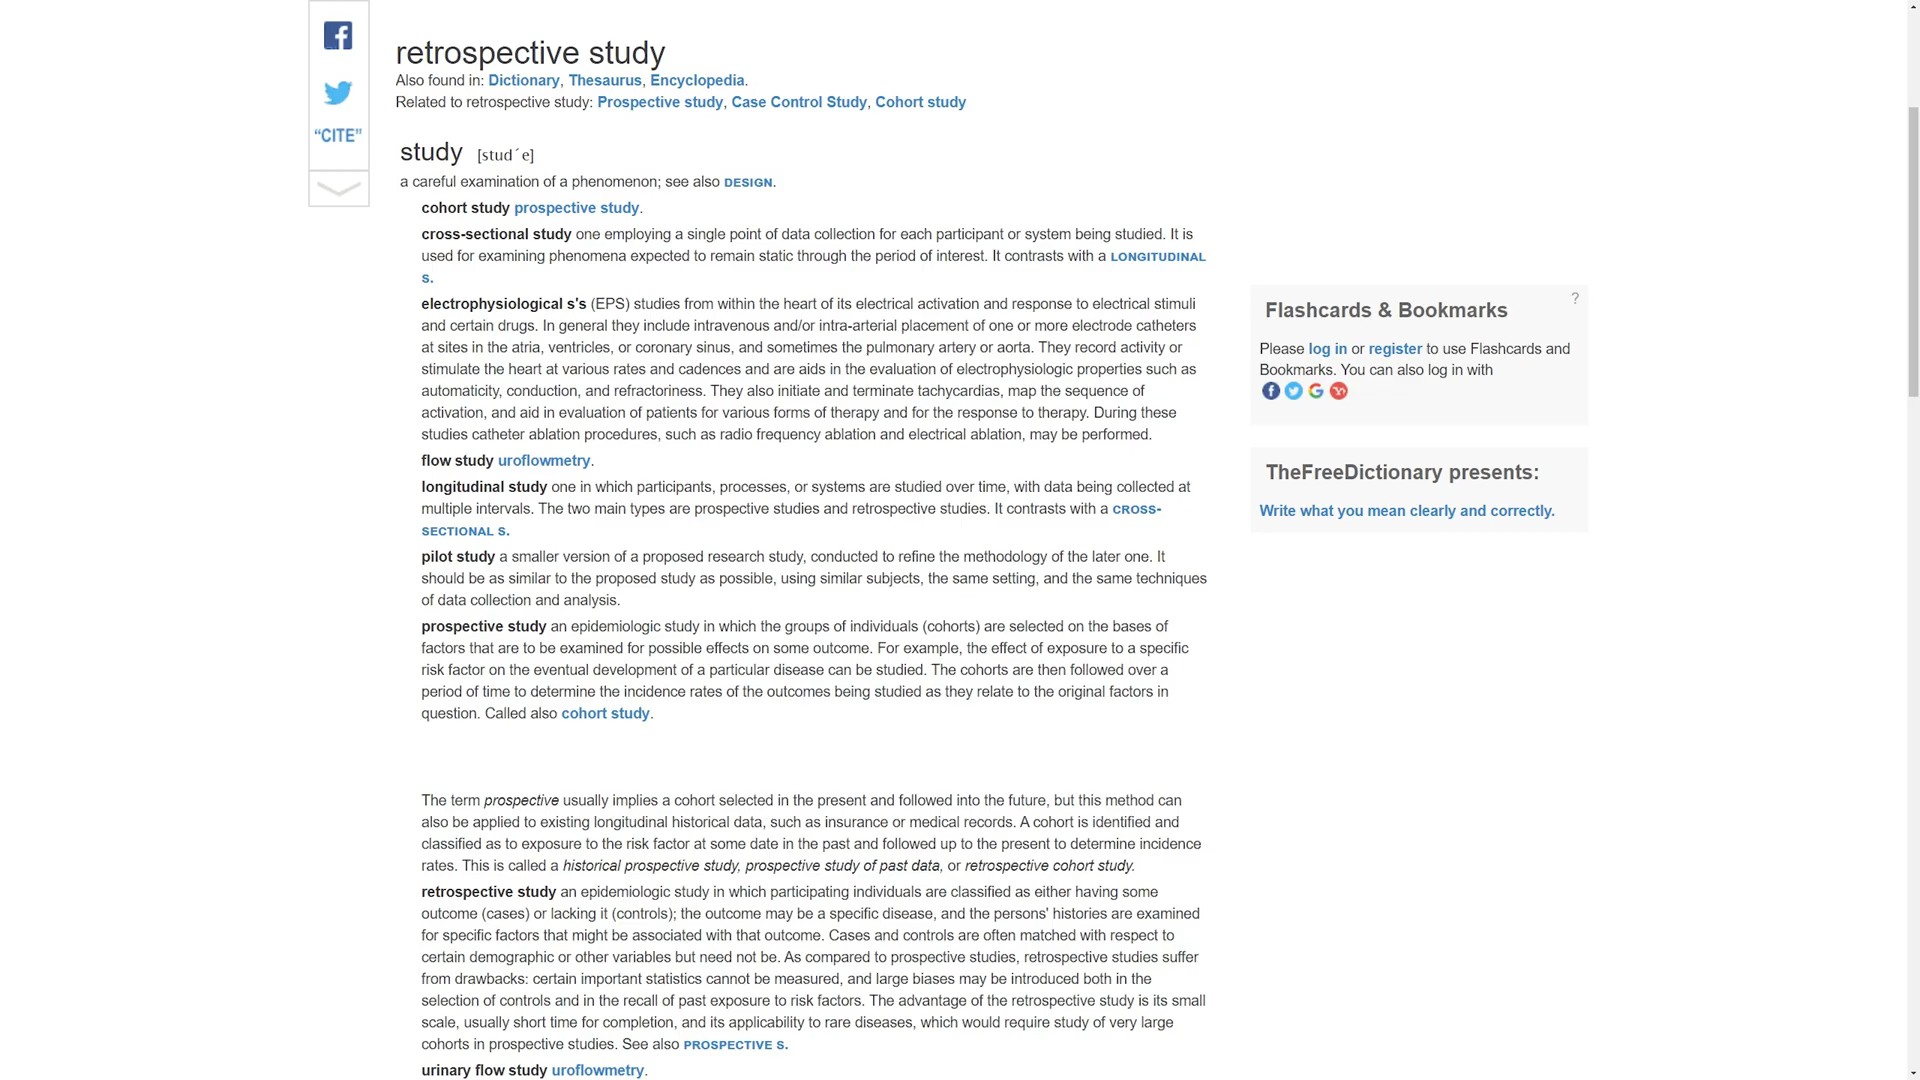 retrospective study
Also found in: Dictionary, Thesaurus, Encyclopedia.
Related to retrospective study: Prospective study, Case Control Study, Cohort study
"CITE"
study [stud´e]
a careful examination of a phenomenon; see also DESIGN.
cohort study prospective study.
cross-sectional study one employing a single point of data collection for each participant or system being studied. It is
used for examining phenomena expected to remain static through the period of interest. It contrasts with a LONGITUDINAL
S.
electrophysiological s's (EPS) studies from within the heart of its electrical activation and response to electrical stimuli
and certain drugs. In general they include intravenous and/or intra-arterial placement of one or more electrode catheters
at sites in the atria, ventricles, or coronary sinus, and sometimes the pulmonary artery or aorta. They record activity or
stimulate the heart at various rates and cadences and are aids in the evaluation of electrophysiologic properties such as
automaticity, conduction, and refractoriness. They also initiate and terminate tachycardias, map the sequence of
activation, and aid in evaluation of patients for various forms of therapy and for the response to therapy. During these
studies catheter ablation procedures, such as radio frequency ablation and electrical ablation, may be performed.
flow study uroflowmetry.
longitudinal study one in which participants, processes, or systems are studied over time, with data being collected at
multiple intervals. The two main types are prospective studies and retrospective studies. It contrasts with a CROSS-
SECTIONAL S.
pilot study a smaller version of a proposed research study, conducted to refine the methodology of the later one. It
should be as similar to the proposed study as possible, using similar subjects, the same setting, and the same techniques
of data collection and analysis.
prospective study an epidemiologic study in which the groups of individuals (cohorts) are selected on the bases of
factors that are to be examined for possible effects on some outcome. For example, the effect of exposure to a specific
risk factor on the eventual development of a particular disease can be studied. The cohorts are then followed over a
period of time to determine the incidence rates of the outcomes being studied as they relate to the original factors in
question. Called also cohort study.
The term prospective usually implies a cohort selected in the present and followed into the future, but this method can
also be applied to existing longitudinal historical data, such as insurance or medical records. A cohort is identified and
classified as to exposure to the risk factor at some date in the past and followed up to the present to determine incidence
rates. This is called a historical prospective study, prospective study of past data, or retrospective cohort study.
retrospective study an epidemiologic study in which participating individuals are classified as either having some
outcome (cases) or lacking it (controls); the outcome may be a specific disease, and the persons' histories are examined
for specific factors that might be associated with that outcome. Cases and controls are often matched with respect to
certain demographic or other variables but need not be. As compared to prospective studies, retrospective studies suffer
from drawbacks: certain important statistics cannot be measured, and large biases may be introduced both in the
selection of controls and in the recall of past exposure to risk factors. The advantage of the retrospective study is its small
scale, usually short time for completion, and its applicability to rare diseases, which would require study of very large
cohorts in prospective studies. See also PROSPECTIVE S.
urinary flow study uroflowmetry.
Flashcards & Bookmarks ?
Please log in or register to use Flashcards and
Bookmarks. You can also log in with
TheFreeDictionary presents:
Write what you mean clearly and correctly.